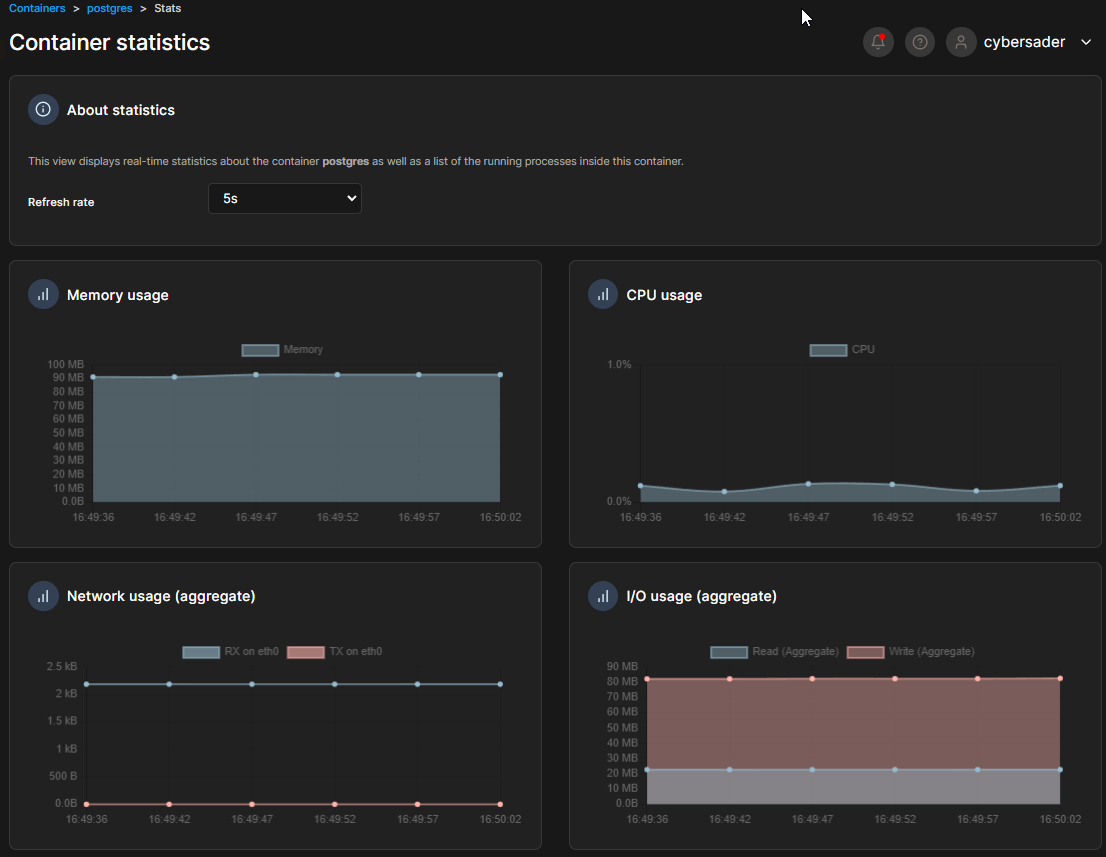 Containers > postgres > Stats
Container statistics
cybersader
About statistics
This view displays real-time statistics about the container postgres as well as a list of the running processes inside this container.
Refresh rate
5s
Memory usage
Memory
100 MB
90 MB
80 MB
70 MB
60 MB
50 MB
40 MB
30 MB
20 MB
10 MB
0.0B
16:49:36 16:49:42 16:49:47 16:49:52 16:49:57 16:50:02
CPU usage
CPU
1.0%
0.0%
16:49:36 16:49:42 16:49:47 16:49:52 16:49:57 16:50:02
Network usage (aggregate)
RX on eth0 TX on eth0
2.5 kB
2 kB
1.5 kB
1 kB
500 B
0.0B
16:49:36 16:49:42 16:49:47 16:49:52 16:49:57 16:50:02
I/O usage (aggregate)
Read (Aggregate) Write (Aggregate)
90 MB
80 MB
70 MB
60 MB
50 MB
40 MB
30 MB
20 MB
10 MB
0.0B
16:49:36 16:49:42 16:49:47 16:49:52 16:49:57 16:50:02